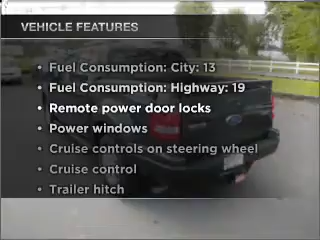 VEHICLE FEATURES
• Fuel Consumption: City: 13
• Fuel Consumption: Highway: 19
• Remote power door locks
• Power windows
• Cruise controls on steering wheel
• Cruise control
• Trailer hitch